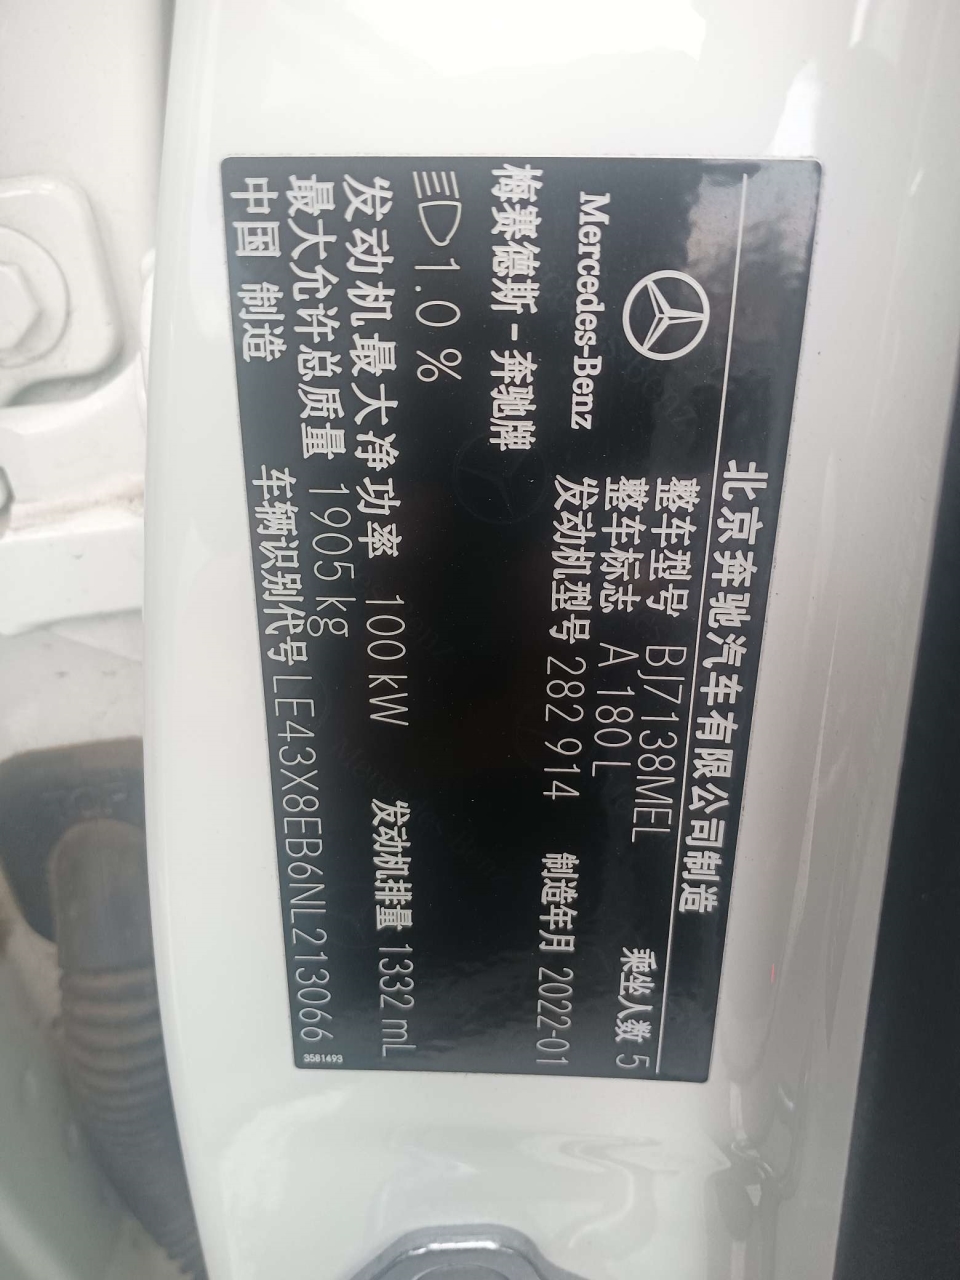 北京奔驰汽车有限公司制造
Mercedes-Benz
整车型号 BJ7138MEL 乘坐人数 5
整车标志 A 180 L
梅赛德斯-奔驰牌 发动机型号 282 914 制造年月 2022-01
1.0 %
发动机最大净功率 100 kW 发动机排量 1332 mL
最大允许总质量 1905 kg
中国 制造 车辆识别代号 LE43X8EB6NL213066
3581493